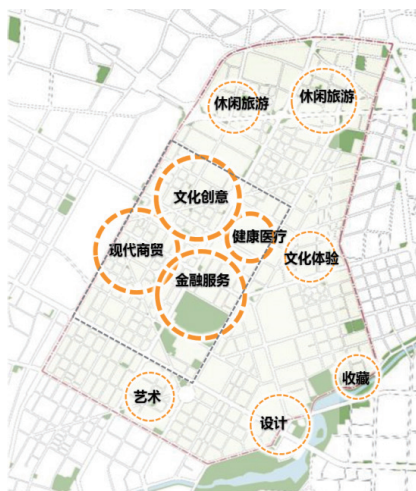 休闲旅游
休闲旅游
文化创意
健康医疗
现代商贸
文化体验
金融服务
收藏
艺术
设计